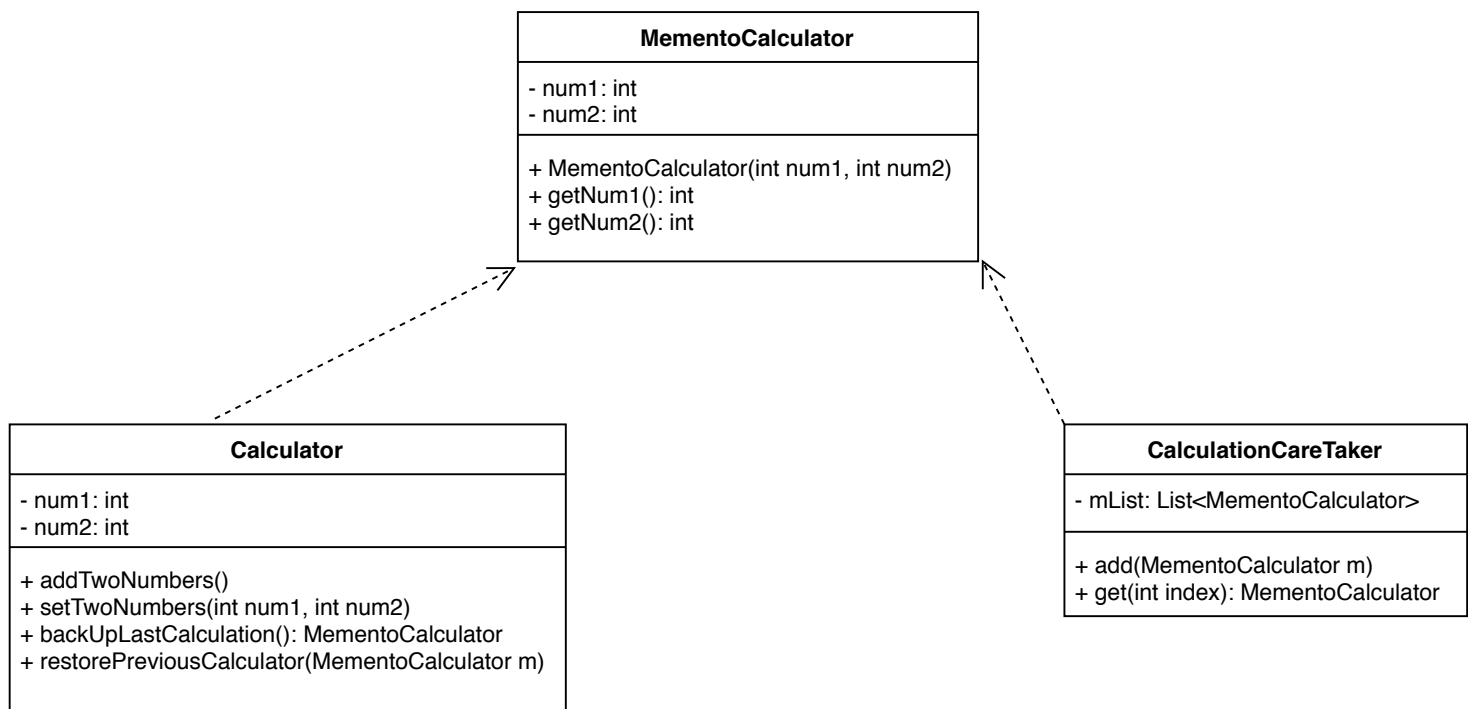 MementoCalculator
- num1: int
- num2: int
+ MementoCalculator(int num1, int num2)
+ getNum1(): int
+ getNum2(): int
Calculator
- num1: int
- num2: int
+ addTwoNumbers()
+ setTwoNumbers(int num1, int num2)
+ backUpLastCalculation(): MementoCalculator
+ restorePreviousCalculator(MementoCalculator m)
CalculationCareTaker
- mList: List<MementoCalculator>
+ add(MementoCalculator m)
+ get(int index): MementoCalculator